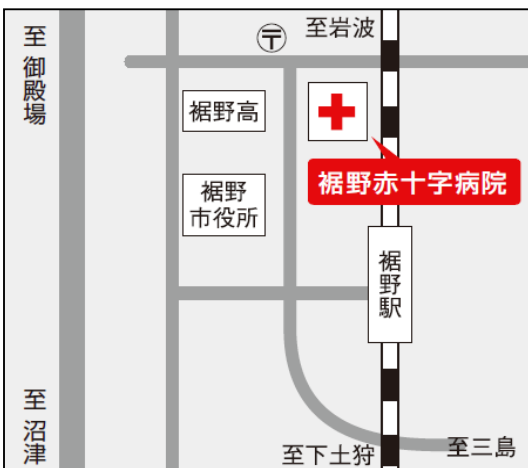 至御殿場
〒
至岩波
裾野高
裾野赤十字病院
裾野
市役所
裾野駅
至沼津
至下土狩
至三島